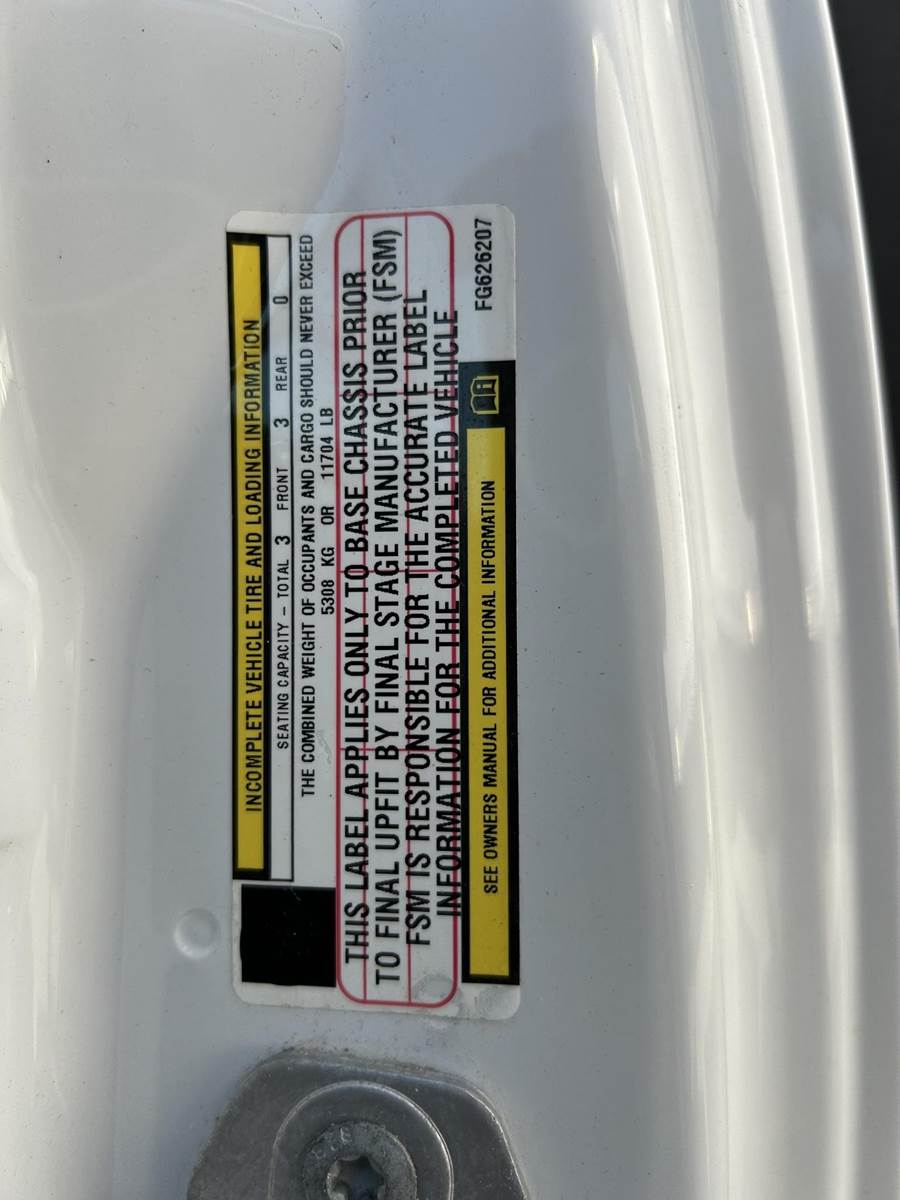 INCOMPLETE VEHICLE TIRE AND LOADING INFORMATION
SEATING CAPACITY - TOTAL 3 FRONT 3 REAR 0
THE COMBINED WEIGHT OF OCCUPANTS AND CARGO SHOULD NEVER EXCEED
5308 KG OR 11704 LB
THIS LABEL APPLIES ONLY TO BASE CHASSIS PRIOR
TO FINAL UPFIT BY FINAL STAGE MANUFACTURER (FSM)
FSM IS RESPONSIBLE FOR THE ACCURATE LABEL
INFORMATION FOR THE COMPLETED VEHICLE
SEE OWNERS MANUAL FOR ADDITIONAL INFORMATION
FG626207